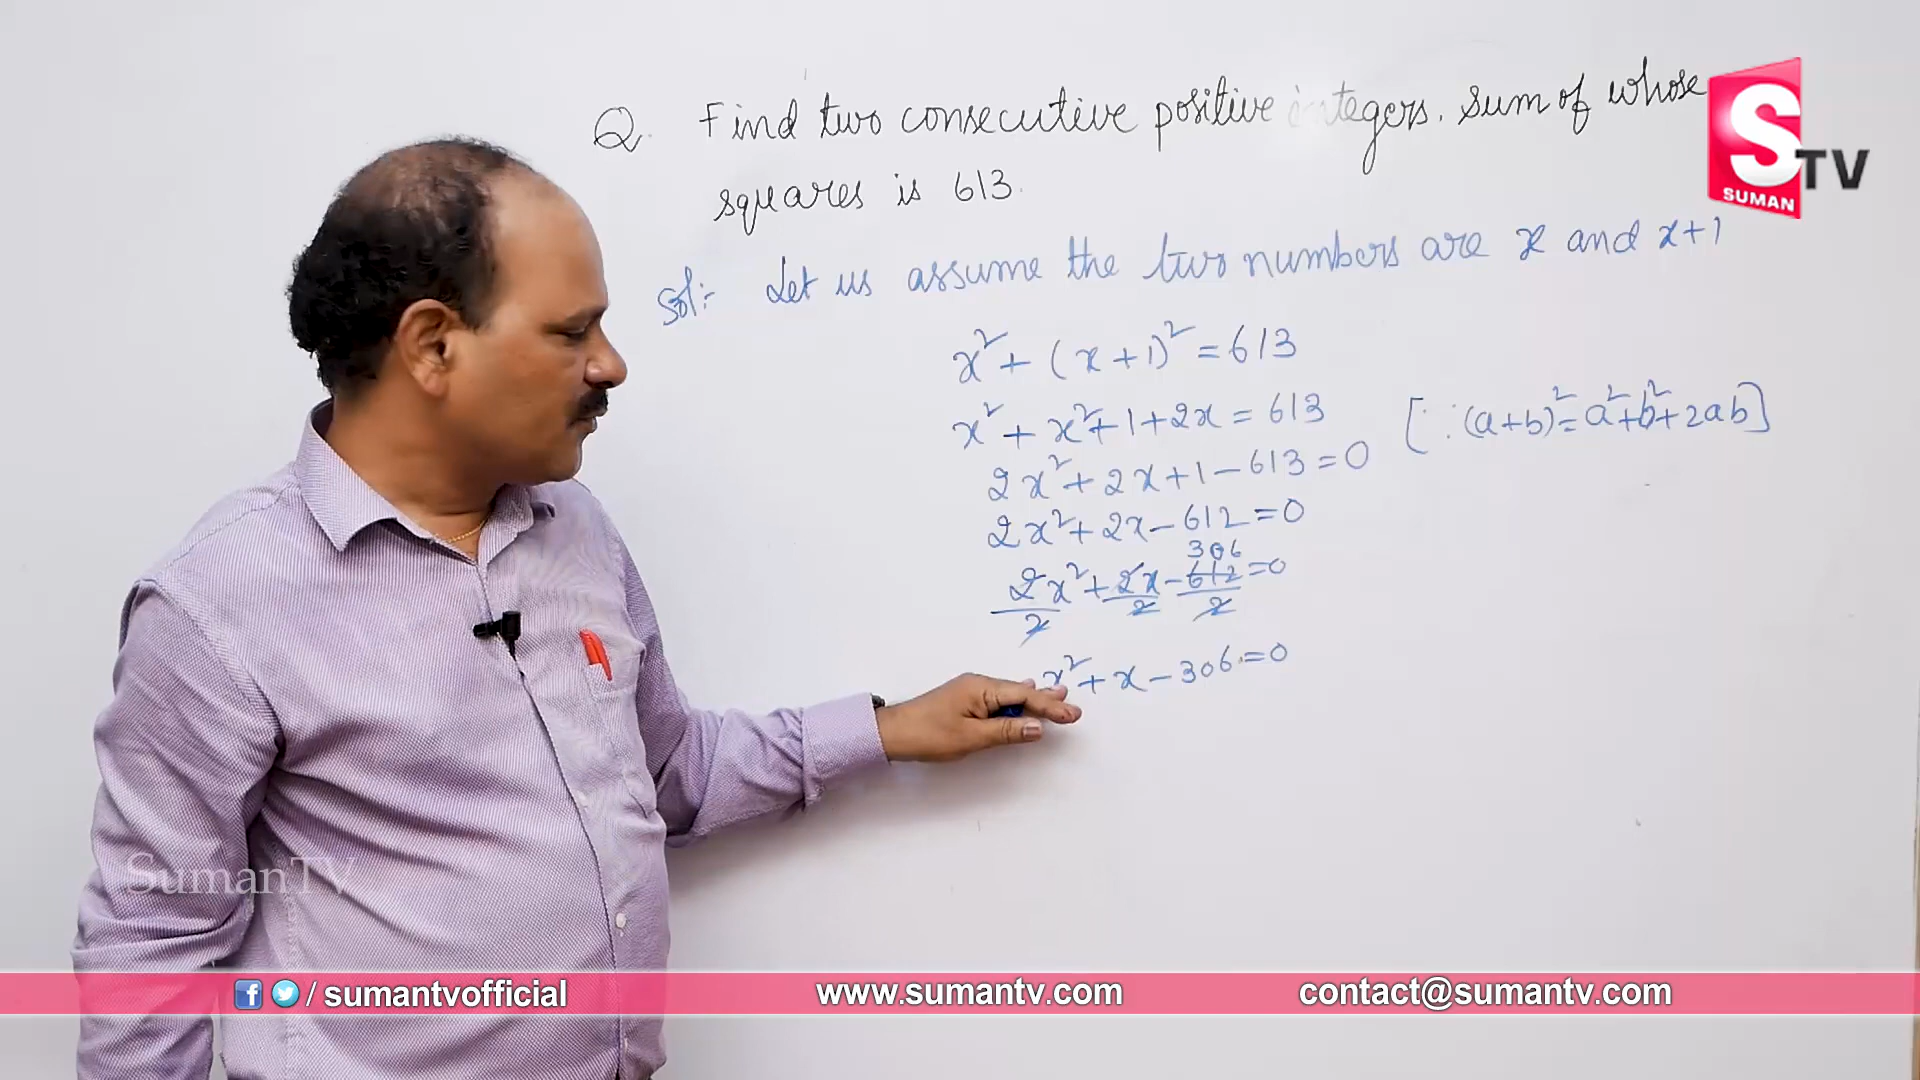 Q. Find two consecutive positive integers. Sum of whose
squares is 613.
Sol:- Let us assume the two numbers are x and x+1
x² + (x+1)² = 613
x² + x² + 1 + 2x = 613 [∵ (a+b)² = a² + b² + 2ab]
2x² + 2x + 1 - 613 = 0
2x² + 2x - 612 = 0
306
2x² + 2x - 612 = 0
2 2 2
x² + x - 306 = 0
S TV
SUMAN
SumanTV
/ sumantvofficial www.sumantv.com contact@sumantv.com